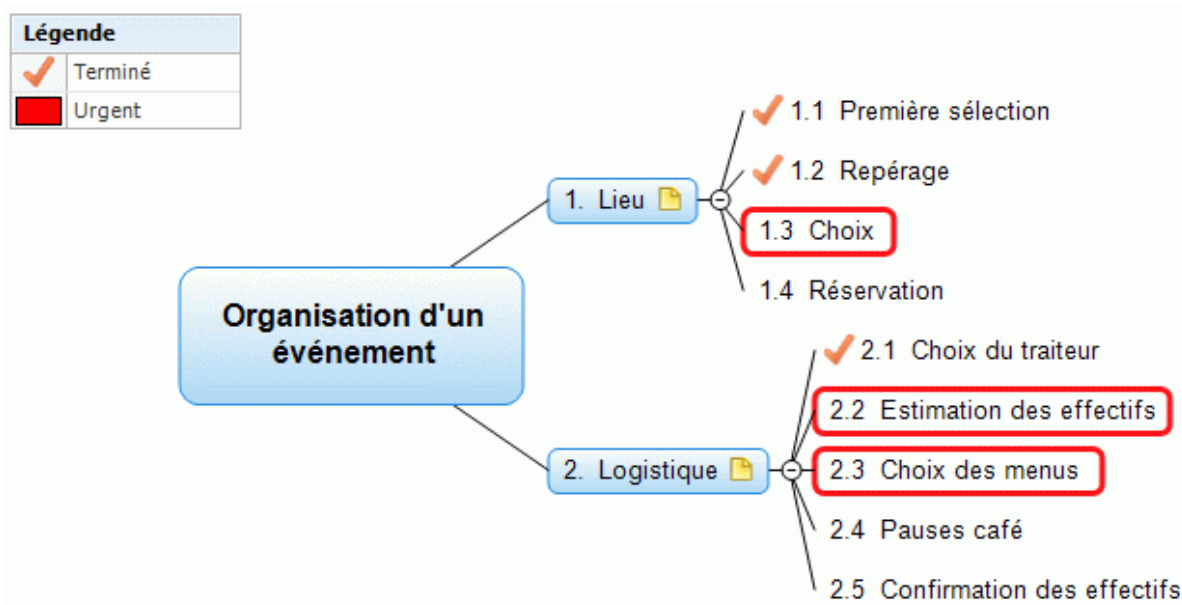 Légende
Terminé
Urgent
1.1 Première sélection
1.2 Repérage
1. Lieu
1.3 Choix
1.4 Réservation
Organisation d'un
événement
2.1 Choix du traiteur
2.2 Estimation des effectifs
2. Logistique
2.3 Choix des menus
2.4 Pauses café
2.5 Confirmation des effectifs